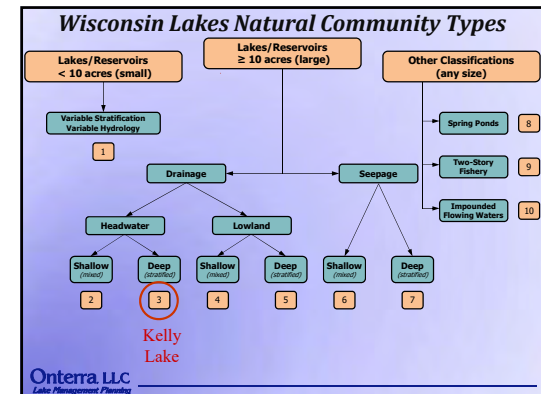 Wisconsin Lakes Natural Community Types
Lakes/Reservoirs
< 10 acres (small)
Lakes/Reservoirs
≥ 10 acres (large)
Other Classifications
(any size)
Variable Stratification
Variable Hydrology
1
Spring Ponds
8
Two-Story
Fishery
9
Impounded
Flowing Waters
10
Drainage
Seepage
Headwater
Lowland
Shallow
(mixed)
Deep
(stratified)
Shallow
(mixed)
Deep
(stratified)
Shallow
(mixed)
Deep
(stratified)
2
3
4
5
6
7
Kelly
Lake
Onterra LLC
Lake Management Planning